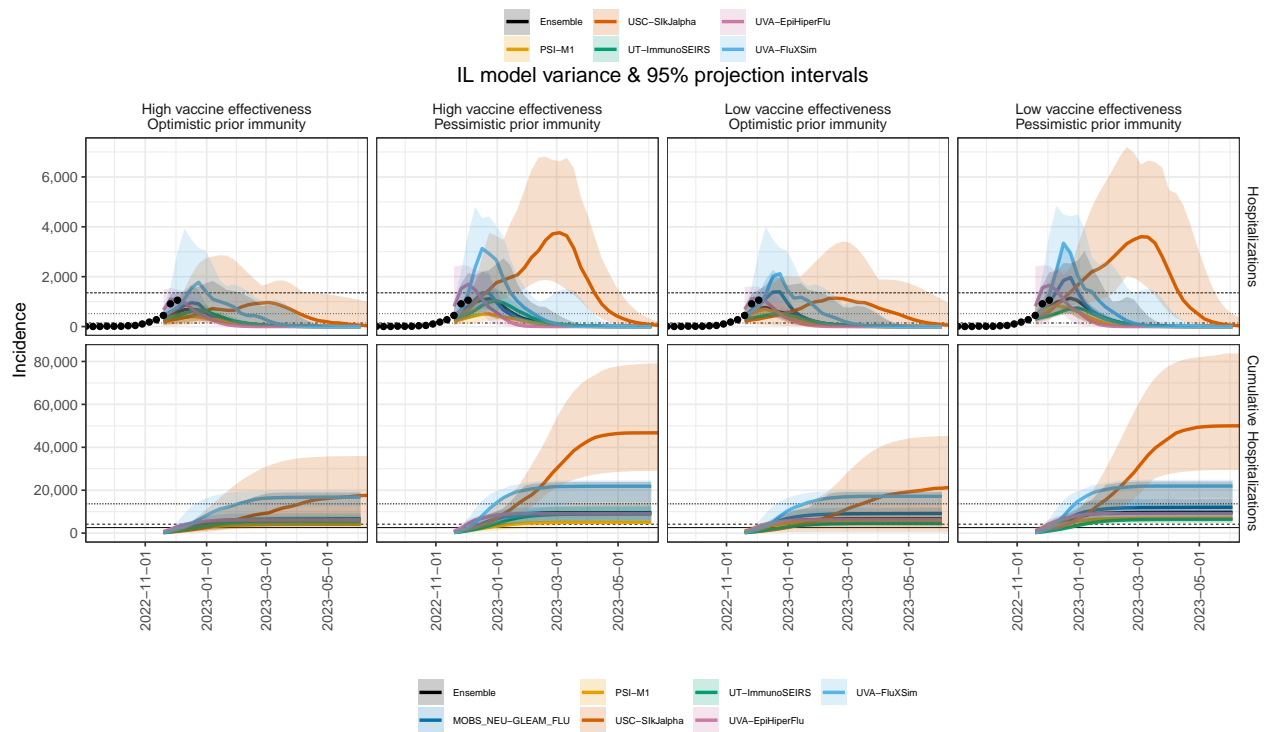 Ensemble USC−SIkJalpha UVA−EpiHiperFlu
PSI−M1 UT−ImmunoSEIRS UVA−FluXSim
IL model variance & 95% projection intervals
High vaccine effectiveness
Optimistic prior immunity
High vaccine effectiveness
Pessimistic prior immunity
Low vaccine effectiveness
Optimistic prior immunity
Low vaccine effectiveness
Pessimistic prior immunity
Incidence
6,000
4,000
2,000
0
Hospitalizations
80,000
60,000
40,000
20,000
0
Cumulative Hospitalizations
2022−11−01
2023−01−01
2023−03−01
2023−05−01
2022−11−01
2023−01−01
2023−03−01
2023−05−01
2022−11−01
2023−01−01
2023−03−01
2023−05−01
2022−11−01
2023−01−01
2023−03−01
2023−05−01
Ensemble PSI−M1 UT−ImmunoSEIRS UVA−FluXSim
MOBS_NEU−GLEAM_FLU USC−SIkJalpha UVA−EpiHiperFlu